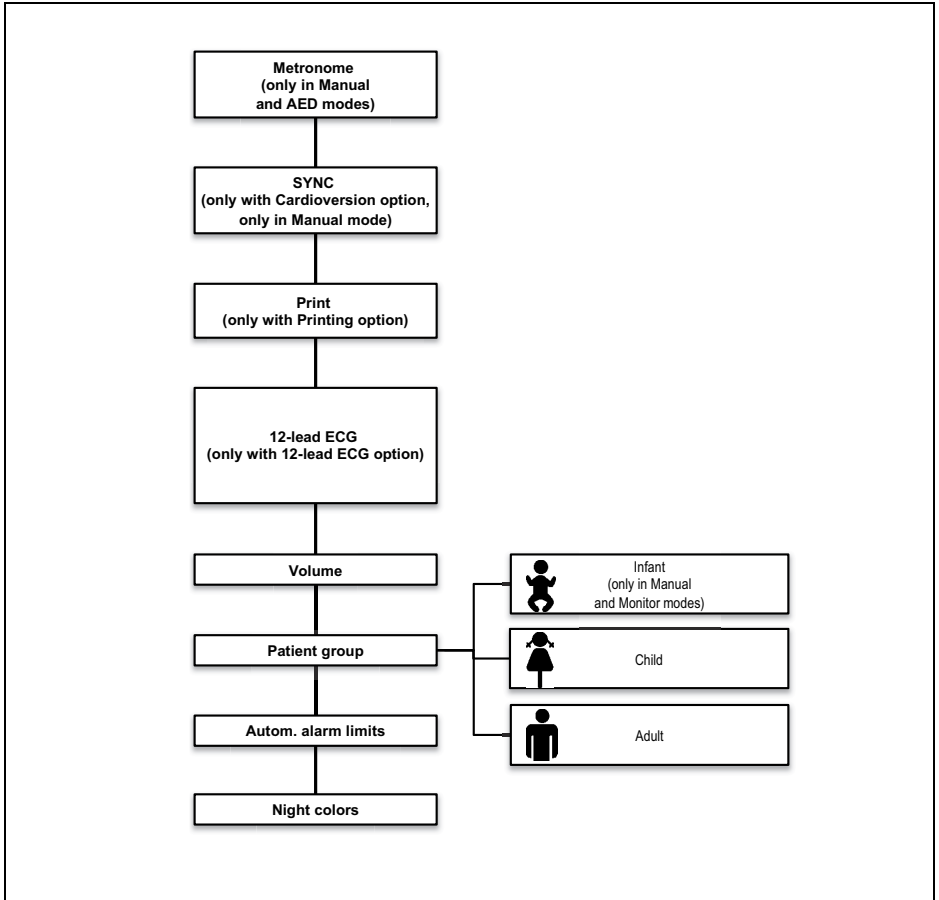 Metronome
(only in Manual
and AED modes)
SYNC
(only with Cardioversion option,
only in Manual mode)
Print
(only with Printing option)
12-lead ECG
(only with 12-lead ECG option)
Volume
Patient group
Infant
(only in Manual
and Monitor modes)
Child
Adult
Autom. alarm limits
Night colors